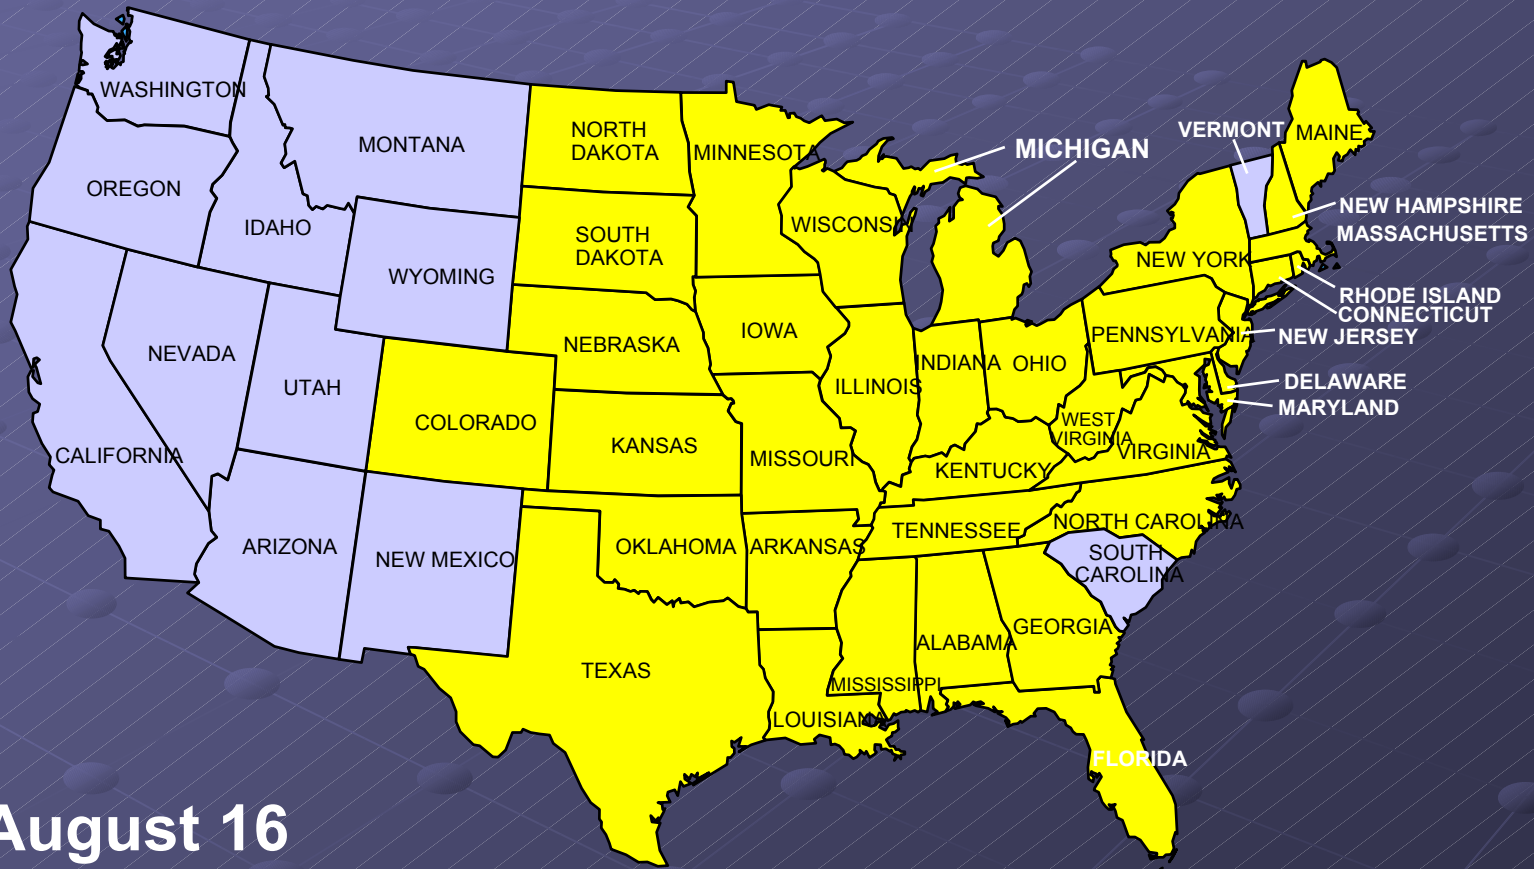 WASHINGTON
MONTANA
NORTH
DAKOTA
MINNESOTA
MICHIGAN
VERMONT
MAINE
OREGON
IDAHO
WYOMING
SOUTH
DAKOTA
WISCONSIN
NEW YORK
NEW HAMPSHIRE
MASSACHUSETTS
RHODE ISLAND
CONNECTICUT
NEW JERSEY
PENNSYLVANIA
NEVADA
UTAH
COLORADO
NEBRASKA
IOWA
ILLINOIS
INDIANA
OHIO
DELAWARE
MARYLAND
CALIFORNIA
KANSAS
MISSOURI
KENTUCKY
WEST
VIRGINIA
VIRGINIA
ARIZONA
NEW MEXICO
OKLAHOMA
ARKANSAS
TENNESSEE
NORTH CAROLINA
SOUTH
CAROLINA
TEXAS
LOUISIANA
MISSISSIPPI
ALABAMA
GEORGIA
FLORIDA
August 16